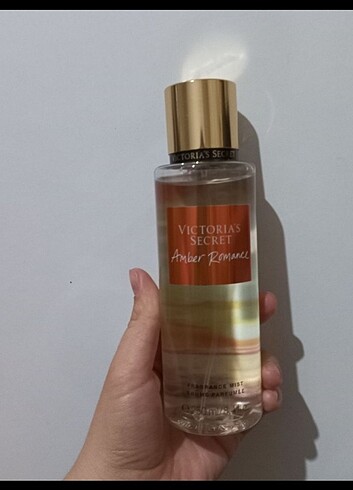 VICTORIA'S SECRET
VICTORIA'S
SECRET
Amber Romance
FRAGRANCE MIST